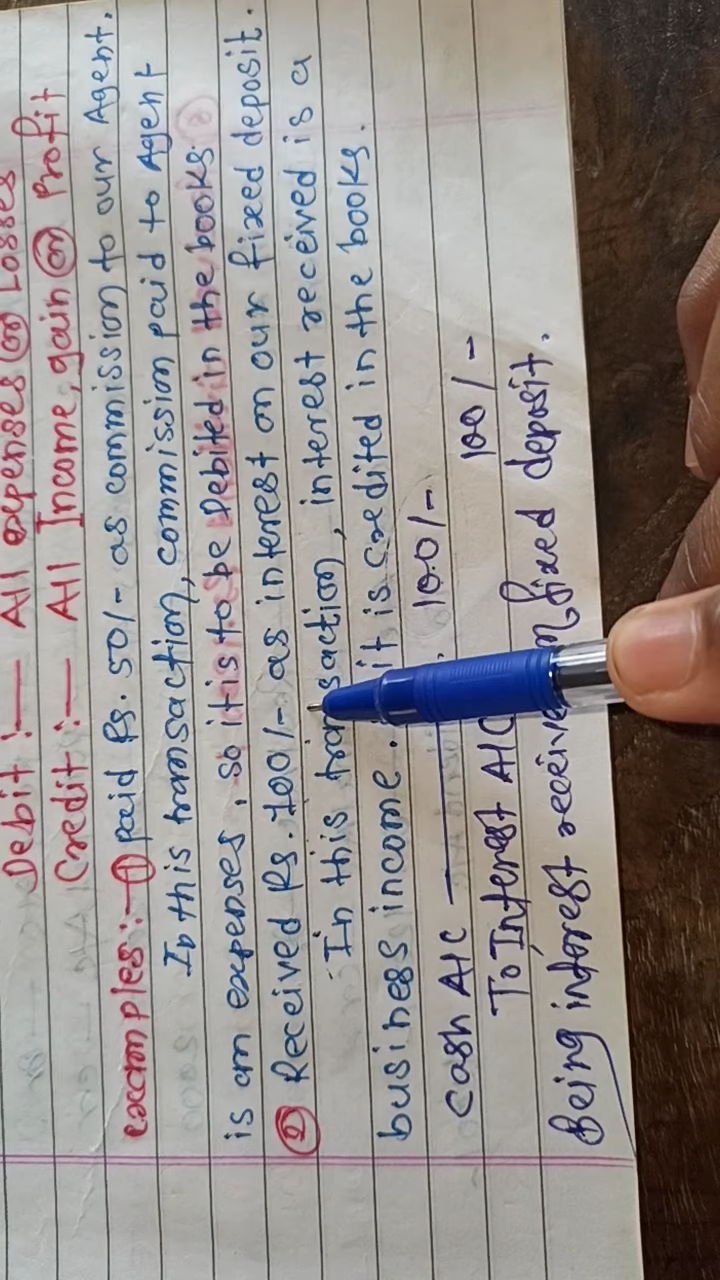 Debit :— All expenses or Losses
Credit :— All Income, gain or Profit
examples:- ① paid Rs. 50/- as commission to our Agent.
In this transaction, commission paid to Agent
is an expenses, so it is to be Debited in the books.
② Received Rs. 100/- as interest on our fixed deposit.
In this transaction, interest received is a
business income. it is credited in the books.
Cash A/C — 100/-
To Interest A/C 100/-
Being interest receive fixed deposit.